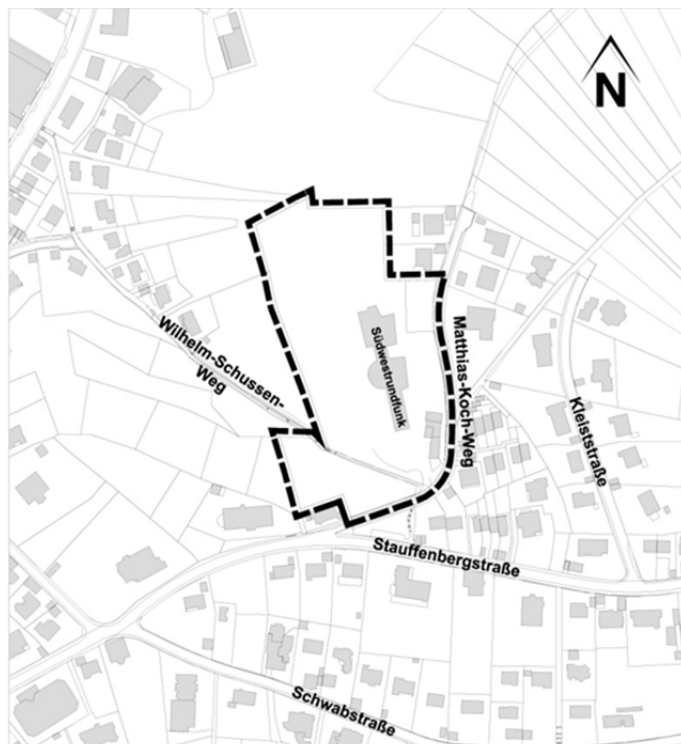 N
Wilhelm-Schussen-
Weg
Südwestrundfunk
Matthias-Koch-Weg
Kleiststraße
Stauffenbergstraße
Schwabstraße